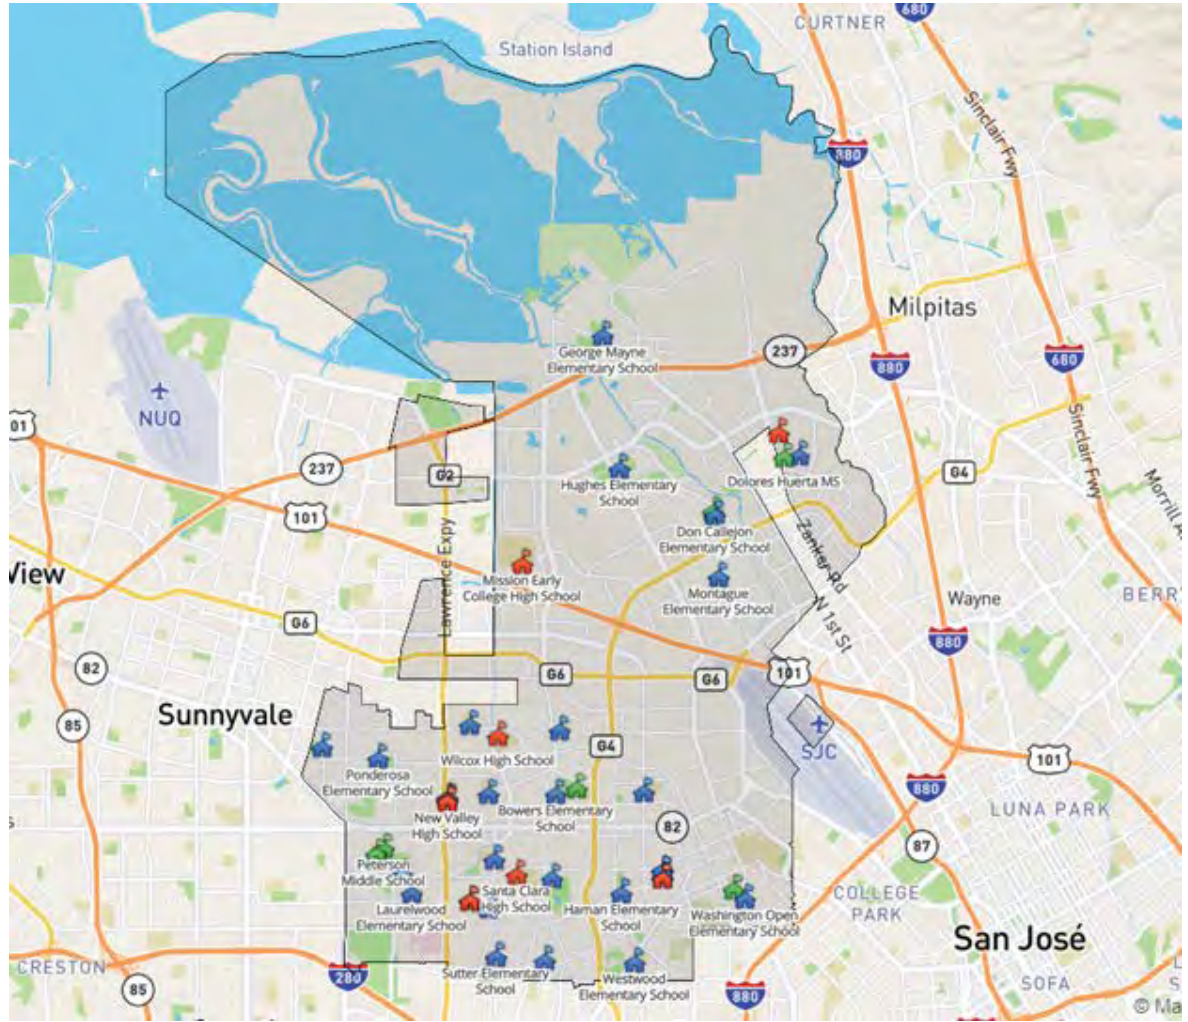 680
CURTNER
Station Island
Sinclair Fwy
880
Milpitas
George Mayne
Elementary School
237
880
680
NUQ
01
237
G2
Hughes Elementary
School
Dolores Huerta MS
G4
Sinclair Fwy
101
Don Callejon
Elementary School
Zanker Rd
View
Lawrence Expy
Mission Early
College High School
Montague
Elementary School
N 1st St
Wayne
G6
880
82
G6
G6
101
Sunnyvale
85
Wilcox High School
G4
SJC
101
Ponderosa
Elementary School
880
New Valley
High School
Bowers Elementary
School
82
LUNA PARK
87
Peterson
Middle School
Laurelwood
Elementary School
Santa Clara
High School
Haman Elementary
School
Washington Open
Elementary School
COLLEGE
PARK
San José
CRESTON
280
Sutter Elementary
School
Westwood
Elementary School
880
SOFA
85